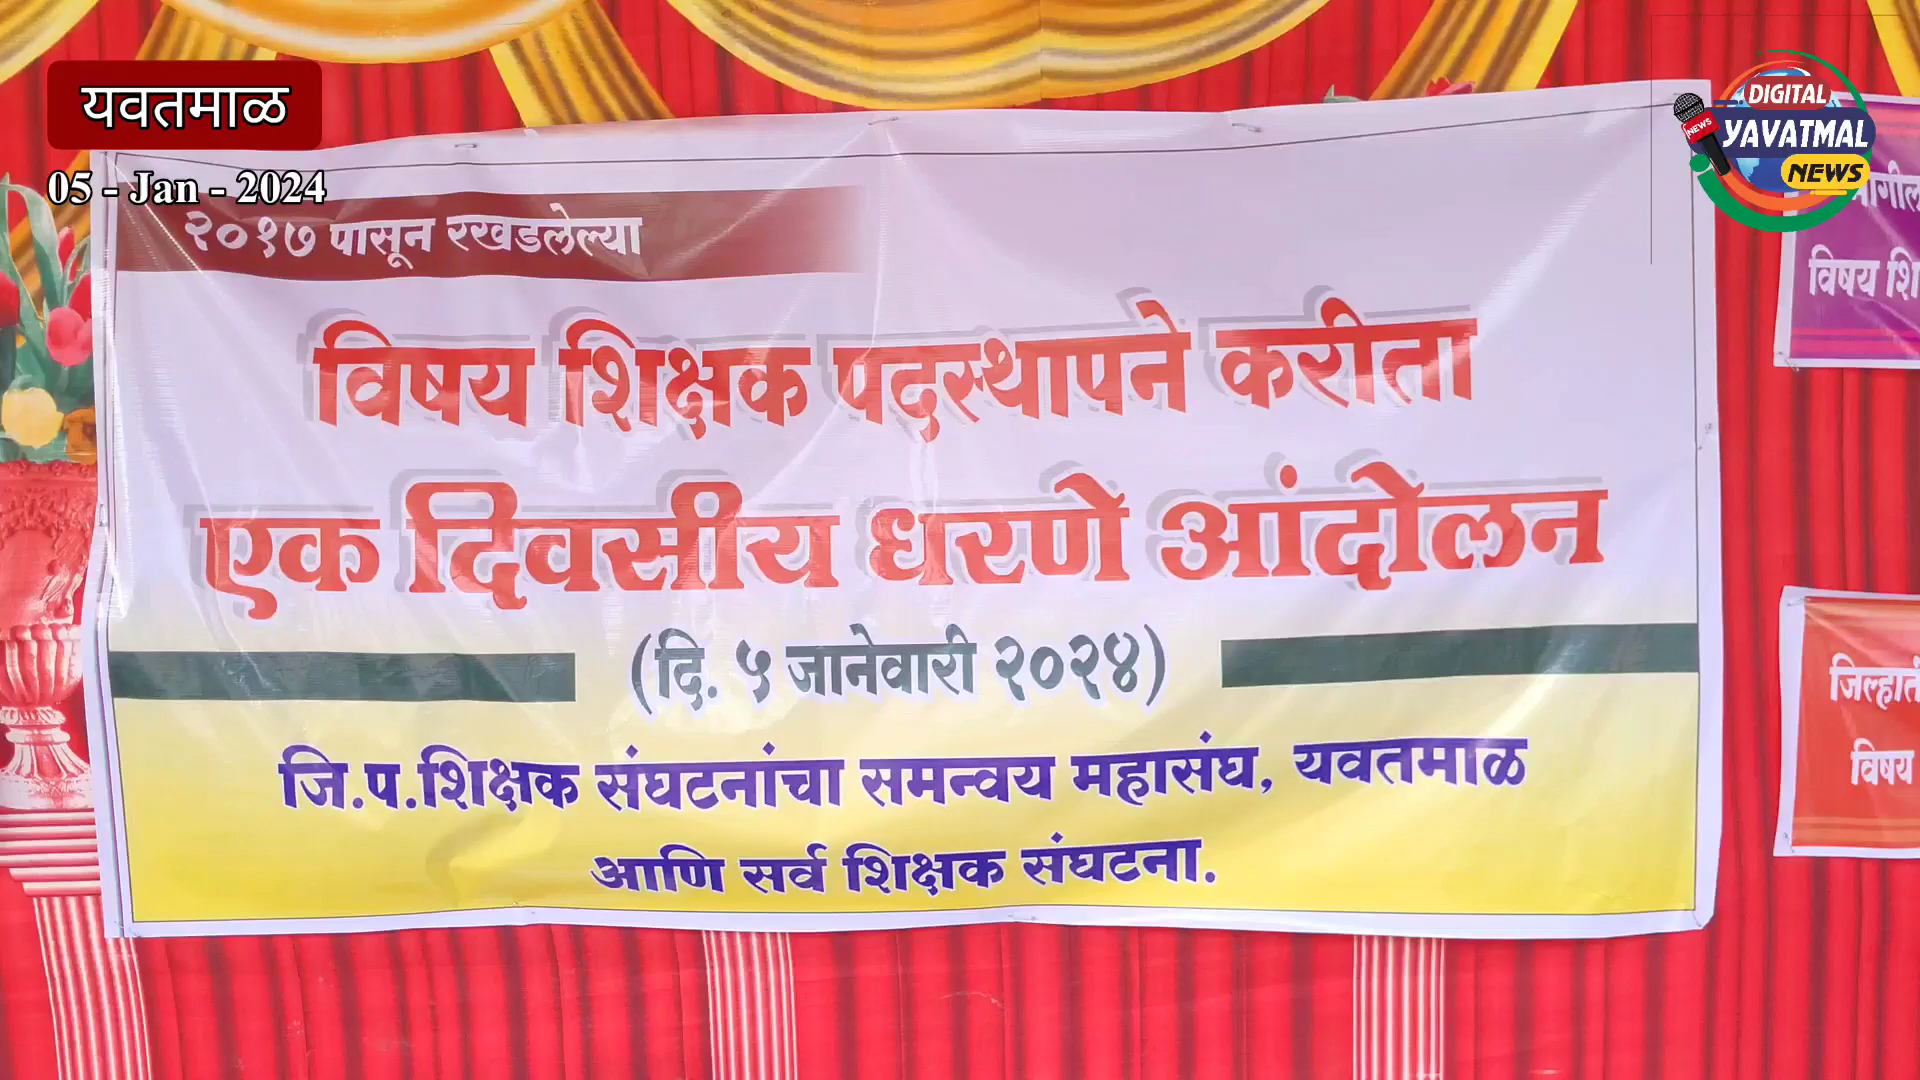 यवतमाळ
05 - Jan - 2024
DIGITAL
YAVATMAL
NEWS
NEWS
२०१७ पासून रखडलेल्या
विषय शिक्षक पदस्थापने करीता
एक दिवसीय धरणे आंदोलन
(दि. ५ जानेवारी २०२४)
जि.प.शिक्षक संघटनांचा समन्वय महासंघ, यवतमाळ
आणि सर्व शिक्षक संघटना.
विषय
विषय